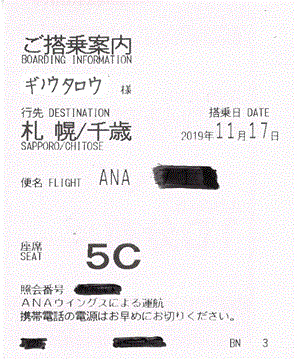 ご搭乗案内
BOARDING INFORMATION
ギノウタロウ 様
行先 DESTINATION 搭乗日 DATE
札 幌/千歳 2019年11月17日
SAPPORO/CHITOSE
便名 FLIGHT ANA
座席
SEAT 5C
照会番号
ANAウイングスによる運航
携帯電話の電源はお早めにお切りください。
BN 3